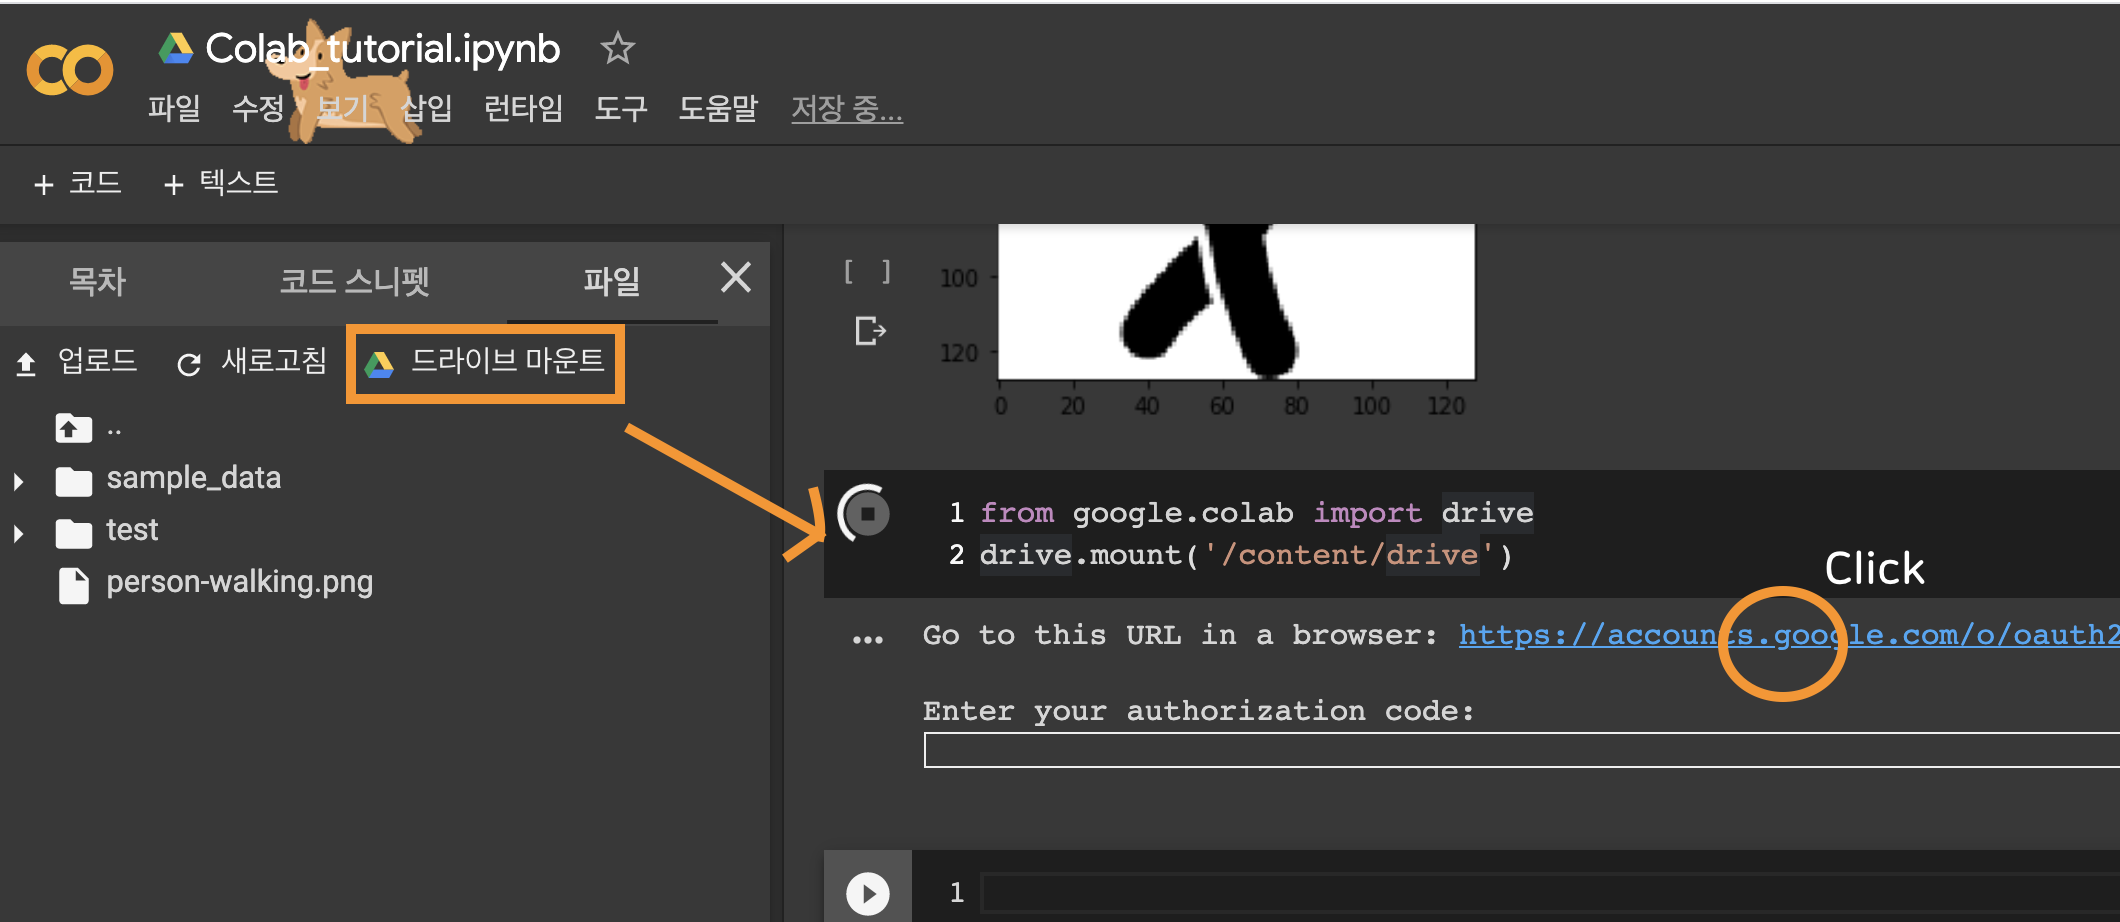 Colab_tutorial.ipynb
파일 수정 보기 삽입 런타임 도구 도움말 저장 중...
+ 코드 + 텍스트
목차 코드 스니펫 파일
업로드 새로고침 드라이브 마운트
..
sample_data
test
person-walking.png
[ ]
100
120
0 20 40 60 80 100 120
1 from google.colab import drive
2 drive.mount('/content/drive')
Click
... Go to this URL in a browser: https://accounts.google.com/o/oauth2
Enter your authorization code:
1